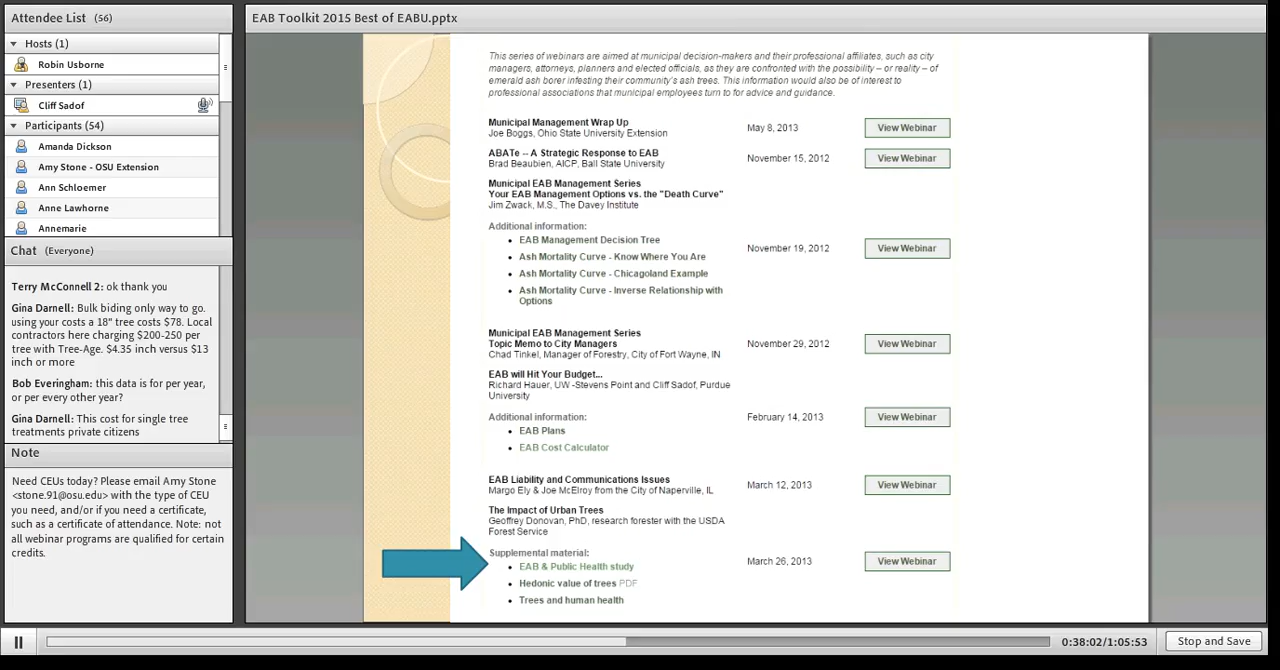 Attendee List (56)
Hosts (1)
Robin Usborne
Presenters (1)
Cliff Sadof
Participants (54)
Amanda Dickson
Amy Stone - OSU Extension
Ann Schloemer
Anne Lawhorne
Annemarie
Chat (Everyone)
Terry McConnell 2: ok thank you
Gina Darnell: Bulk biding only way to go.
using your costs a 18" tree costs $78. Local
contractors here charging $200-250 per
tree with Tree-Age. $4.35 inch versus $13
inch or more
Bob Everingham: this data is for per year,
or per every other year?
Gina Darnell: This cost for single tree
treatments private citizens
Note
Need CEUs today? Please email Amy Stone
<stone.91@osu.edu> with the type of CEU
you need, and/or if you need a certificate,
such as a certificate of attendance. Note: not
all webinar programs are qualified for certain
credits.
EAB Toolkit 2015 Best of EABU.pptx
This series of webinars are aimed at municipal decision-makers and their professional affiliates, such as city
managers, attorneys, planners and elected officials, as they are confronted with the possibility – or reality – of
emerald ash borer infesting their community's ash trees. This information would also be of interest to
professional associations that municipal employees turn to for advice and guidance.
Municipal Management Wrap Up
Joe Boggs, Ohio State University Extension
May 8, 2013
View Webinar
ABATe -- A Strategic Response to EAB
Brad Beaubien, AICP, Ball State University
November 15, 2012
View Webinar
Municipal EAB Management Series
Your EAB Management Options vs. the "Death Curve"
Jim Zwack, M.S., The Davey Institute
Additional information:
EAB Management Decision Tree
Ash Mortality Curve - Know Where You Are
Ash Mortality Curve - Chicagoland Example
Ash Mortality Curve - Inverse Relationship with
Options
November 19, 2012
View Webinar
Municipal EAB Management Series
Topic Memo to City Managers
Chad Tinkel, Manager of Forestry, City of Fort Wayne, IN
November 29, 2012
View Webinar
EAB will Hit Your Budget...
Richard Hauer, UW -Stevens Point and Cliff Sadof, Purdue
University
Additional information:
EAB Plans
EAB Cost Calculator
February 14, 2013
View Webinar
EAB Liability and Communications Issues
Margo Ely & Joe McElroy from the City of Naperville, IL
March 12, 2013
View Webinar
The Impact of Urban Trees
Geoffrey Donovan, PhD, research forester with the USDA
Forest Service
Supplemental material:
EAB & Public Health study
Hedonic value of trees PDF
Trees and human health
March 26, 2013
View Webinar
0:38:02/1:05:53
Stop and Save